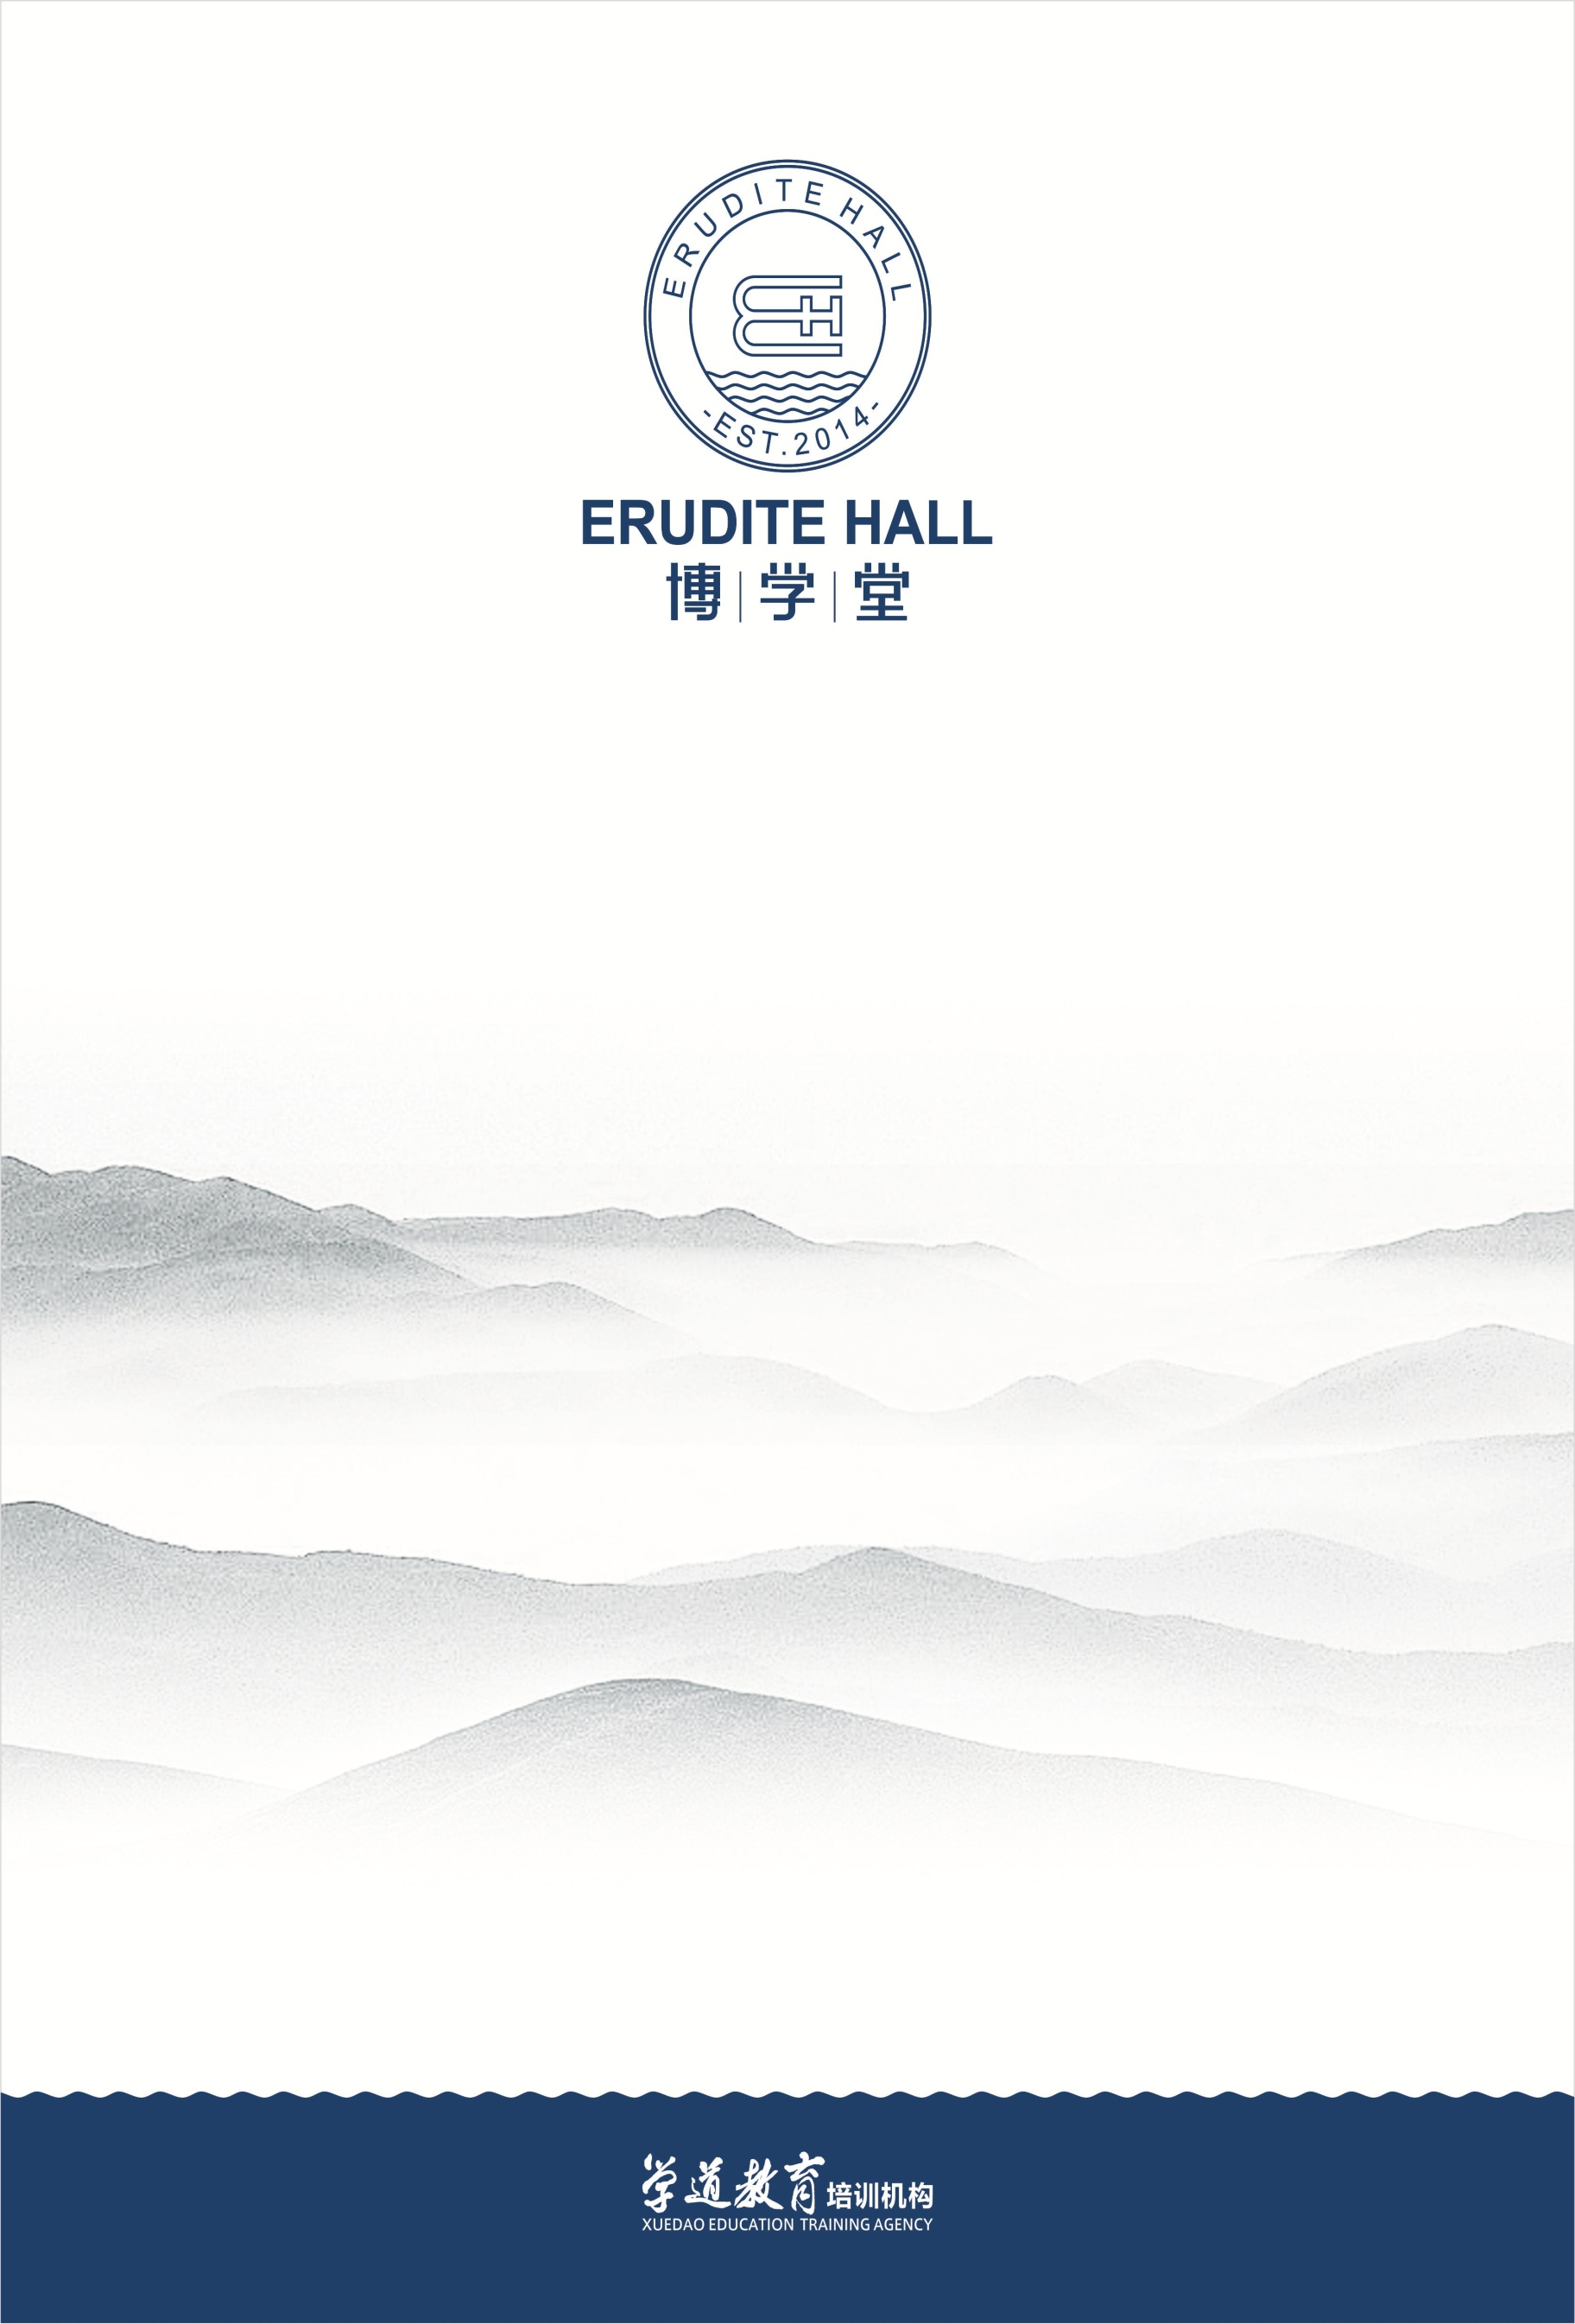 ERUDITE HALL
-EST.2014-
ERUDITE HALL
博|学|堂
学道教育培训机构
XUEDAO EDUCATION TRAINING AGENCY